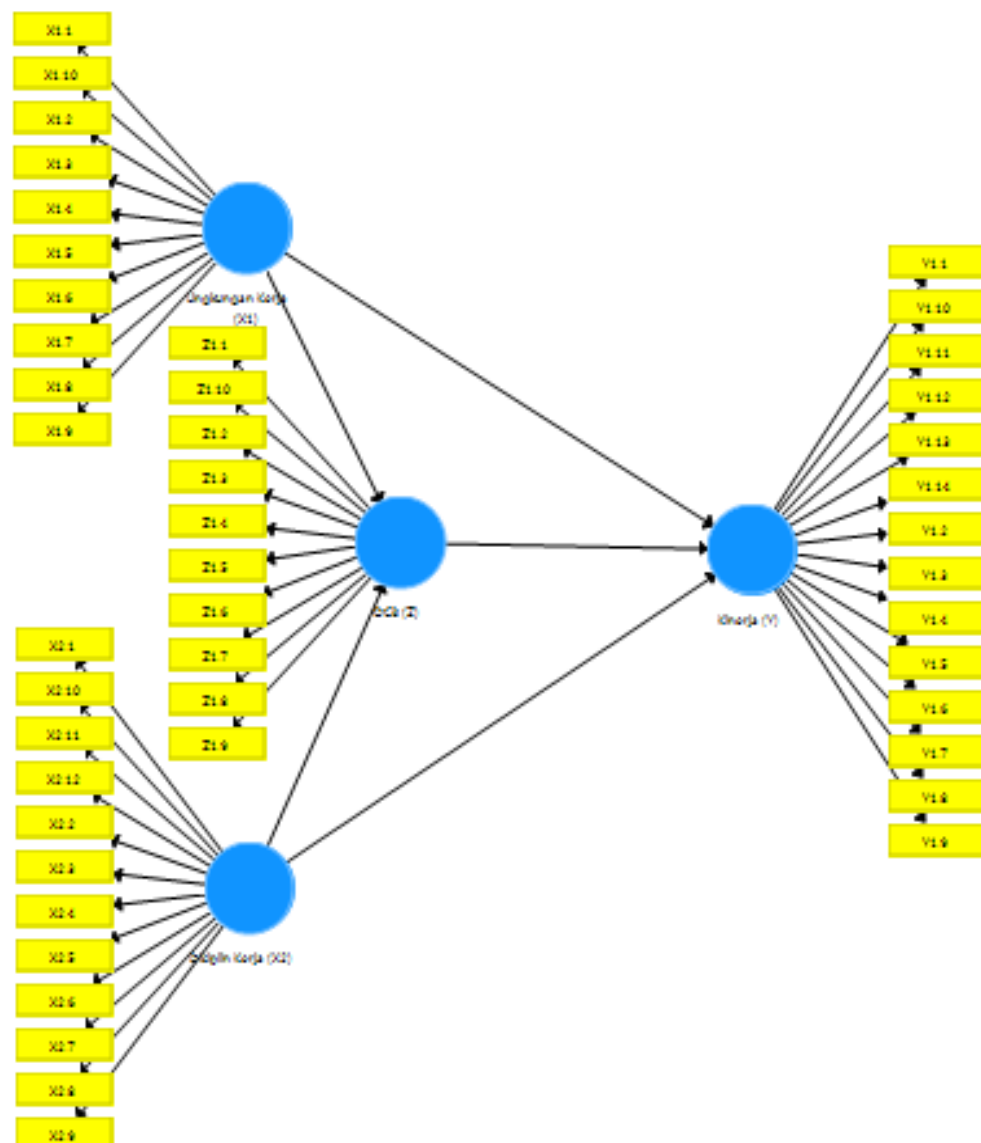 X1.1
X1.10
X1.2
X1.3
X1.4
X1.5
X1.6
X1.7
X1.8
X1.9
Lingkungan Kerja
(X1)
Z1.1
Z1.10
Z1.2
Z1.3
Z1.4
Z1.5
Z1.6
Z1.7
Z1.8
Z1.9
OCB (Z)
X2.1
X2.10
X2.11
X2.12
X2.2
X2.3
X2.4
X2.5
X2.6
X2.7
X2.8
X2.9
Disiplin Kerja (X2)
Kinerja (Y)
Y1.1
Y1.10
Y1.11
Y1.12
Y1.13
Y1.14
Y1.2
Y1.3
Y1.4
Y1.5
Y1.6
Y1.7
Y1.8
Y1.9